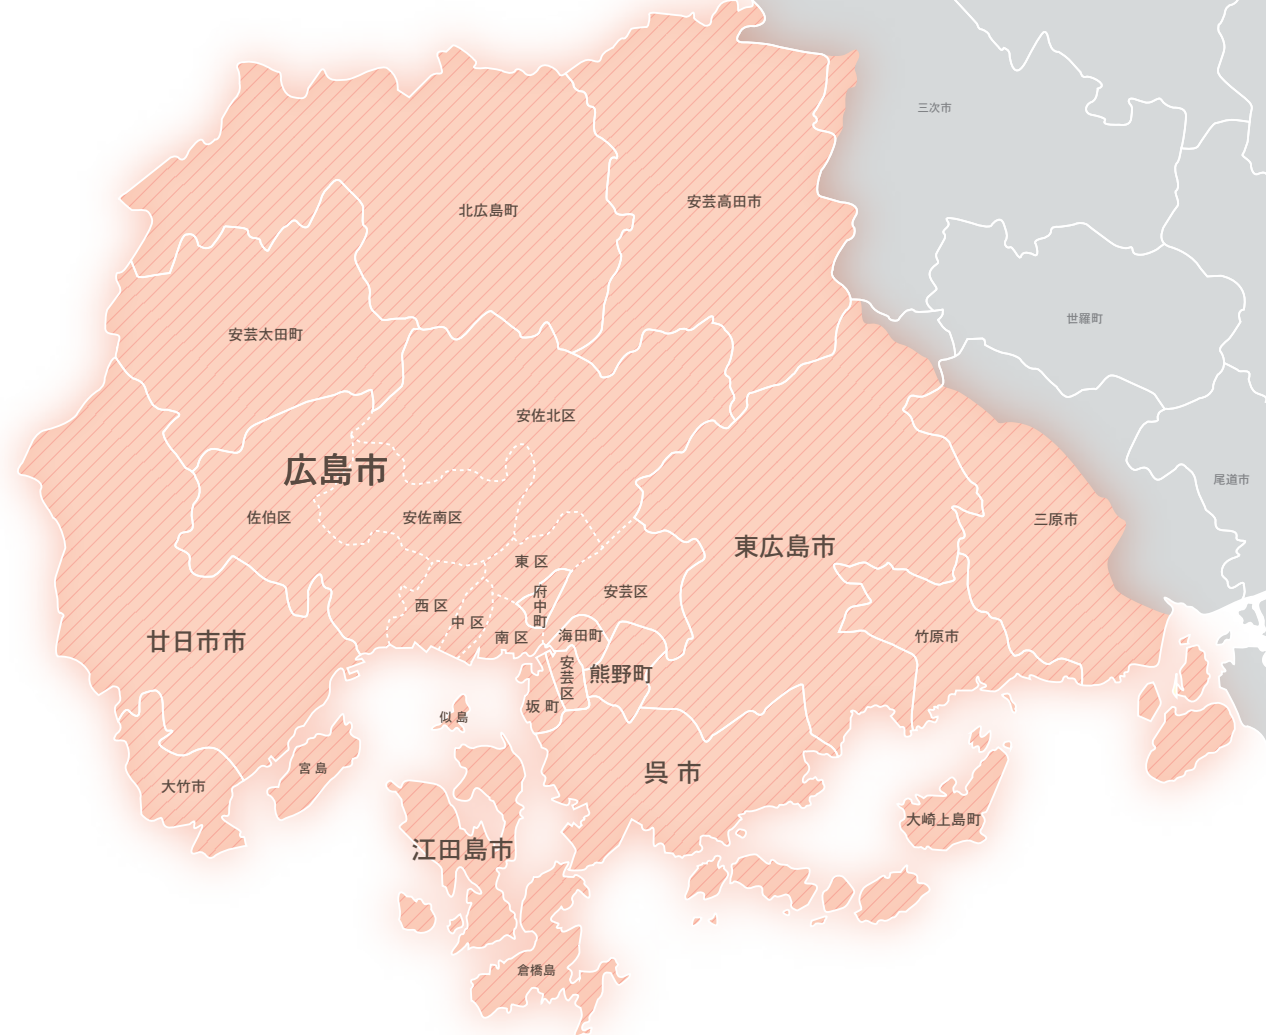 三次市
安芸高田市
北広島町
世羅町
安芸太田町
安佐北区
広島市
尾道市
佐伯区
安佐南区
三原市
東広島市
東区
府中町
安芸区
西区
中区
南区
海田町
竹原市
廿日市市
安芸区
熊野町
坂町
似島
宮島
呉市
大竹市
大崎上島町
江田島市
倉橋島